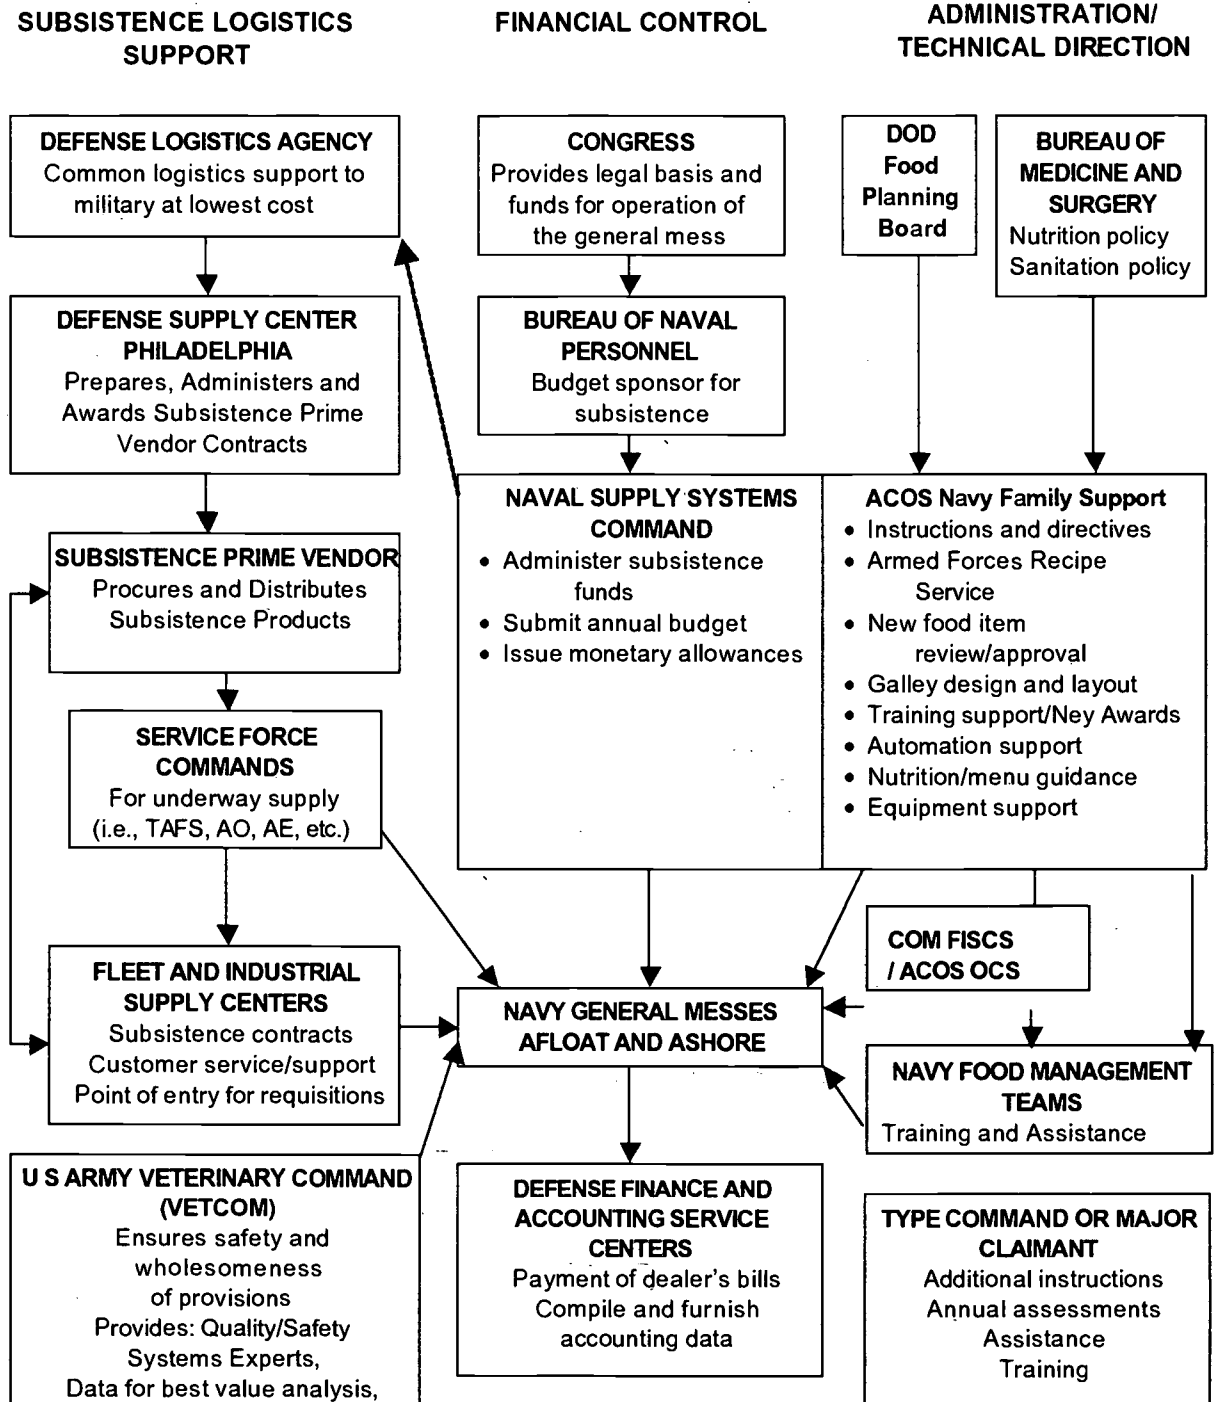 SUBSISTENCE LOGISTICS
SUPPORT
FINANCIAL CONTROL
ADMINISTRATION/
TECHNICAL DIRECTION
DEFENSE LOGISTICS AGENCY
Common logistics support to
military at lowest cost
CONGRESS
Provides legal basis and
funds for operation of
the general mess
DOD
Food
Planning
Board
BUREAU OF
MEDICINE AND
SURGERY
Nutrition policy
Sanitation policy
DEFENSE SUPPLY CENTER
PHILADELPHIA
Prepares, Administers and
Awards Subsistence Prime
Vendor Contracts
BUREAU OF NAVAL
PERSONNEL
Budget sponsor for
subsistence
SUBSISTENCE PRIME VENDOR
Procures and Distributes
Subsistence Products
NAVAL SUPPLY SYSTEMS
COMMAND
• Administer subsistence
funds
• Submit annual budget
• Issue monetary allowances
ACOS Navy Family Support
• Instructions and directives
• Armed Forces Recipe
Service
• New food item
review/approval
• Galley design and layout
• Training support/Ney Awards
• Automation support
• Nutrition/menu guidance
• Equipment support
SERVICE FORCE
COMMANDS
For underway supply
(i.e., TAFS, AO, AE, etc.)
FLEET AND INDUSTRIAL
SUPPLY CENTERS
Subsistence contracts
Customer service/support
Point of entry for requisitions
NAVY GENERAL MESSES
AFLOAT AND ASHORE
COM FISCS
/ ACOS OCS
NAVY FOOD MANAGEMENT
TEAMS
Training and Assistance
U S ARMY VETERINARY COMMAND
(VETCOM)
Ensures safety and
wholesomeness
of provisions
Provides: Quality/Safety
Systems Experts,
Data for best value analysis,
DEFENSE FINANCE AND
ACCOUNTING SERVICE
CENTERS
Payment of dealer's bills
Compile and furnish
accounting data
TYPE COMMAND OR MAJOR
CLAIMANT
Additional instructions
Annual assessments
Assistance
Training